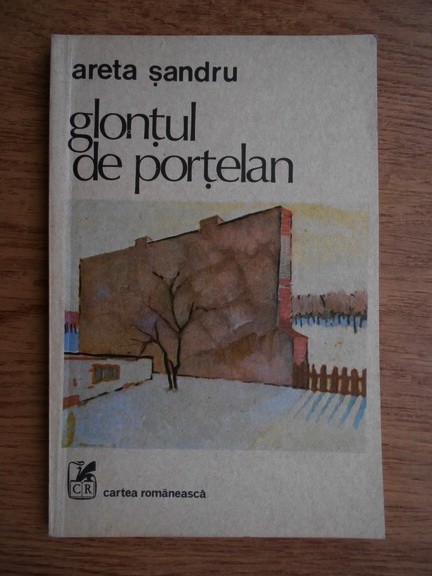 areta șandru
glonțul
de porțelan
CR
cartea românească